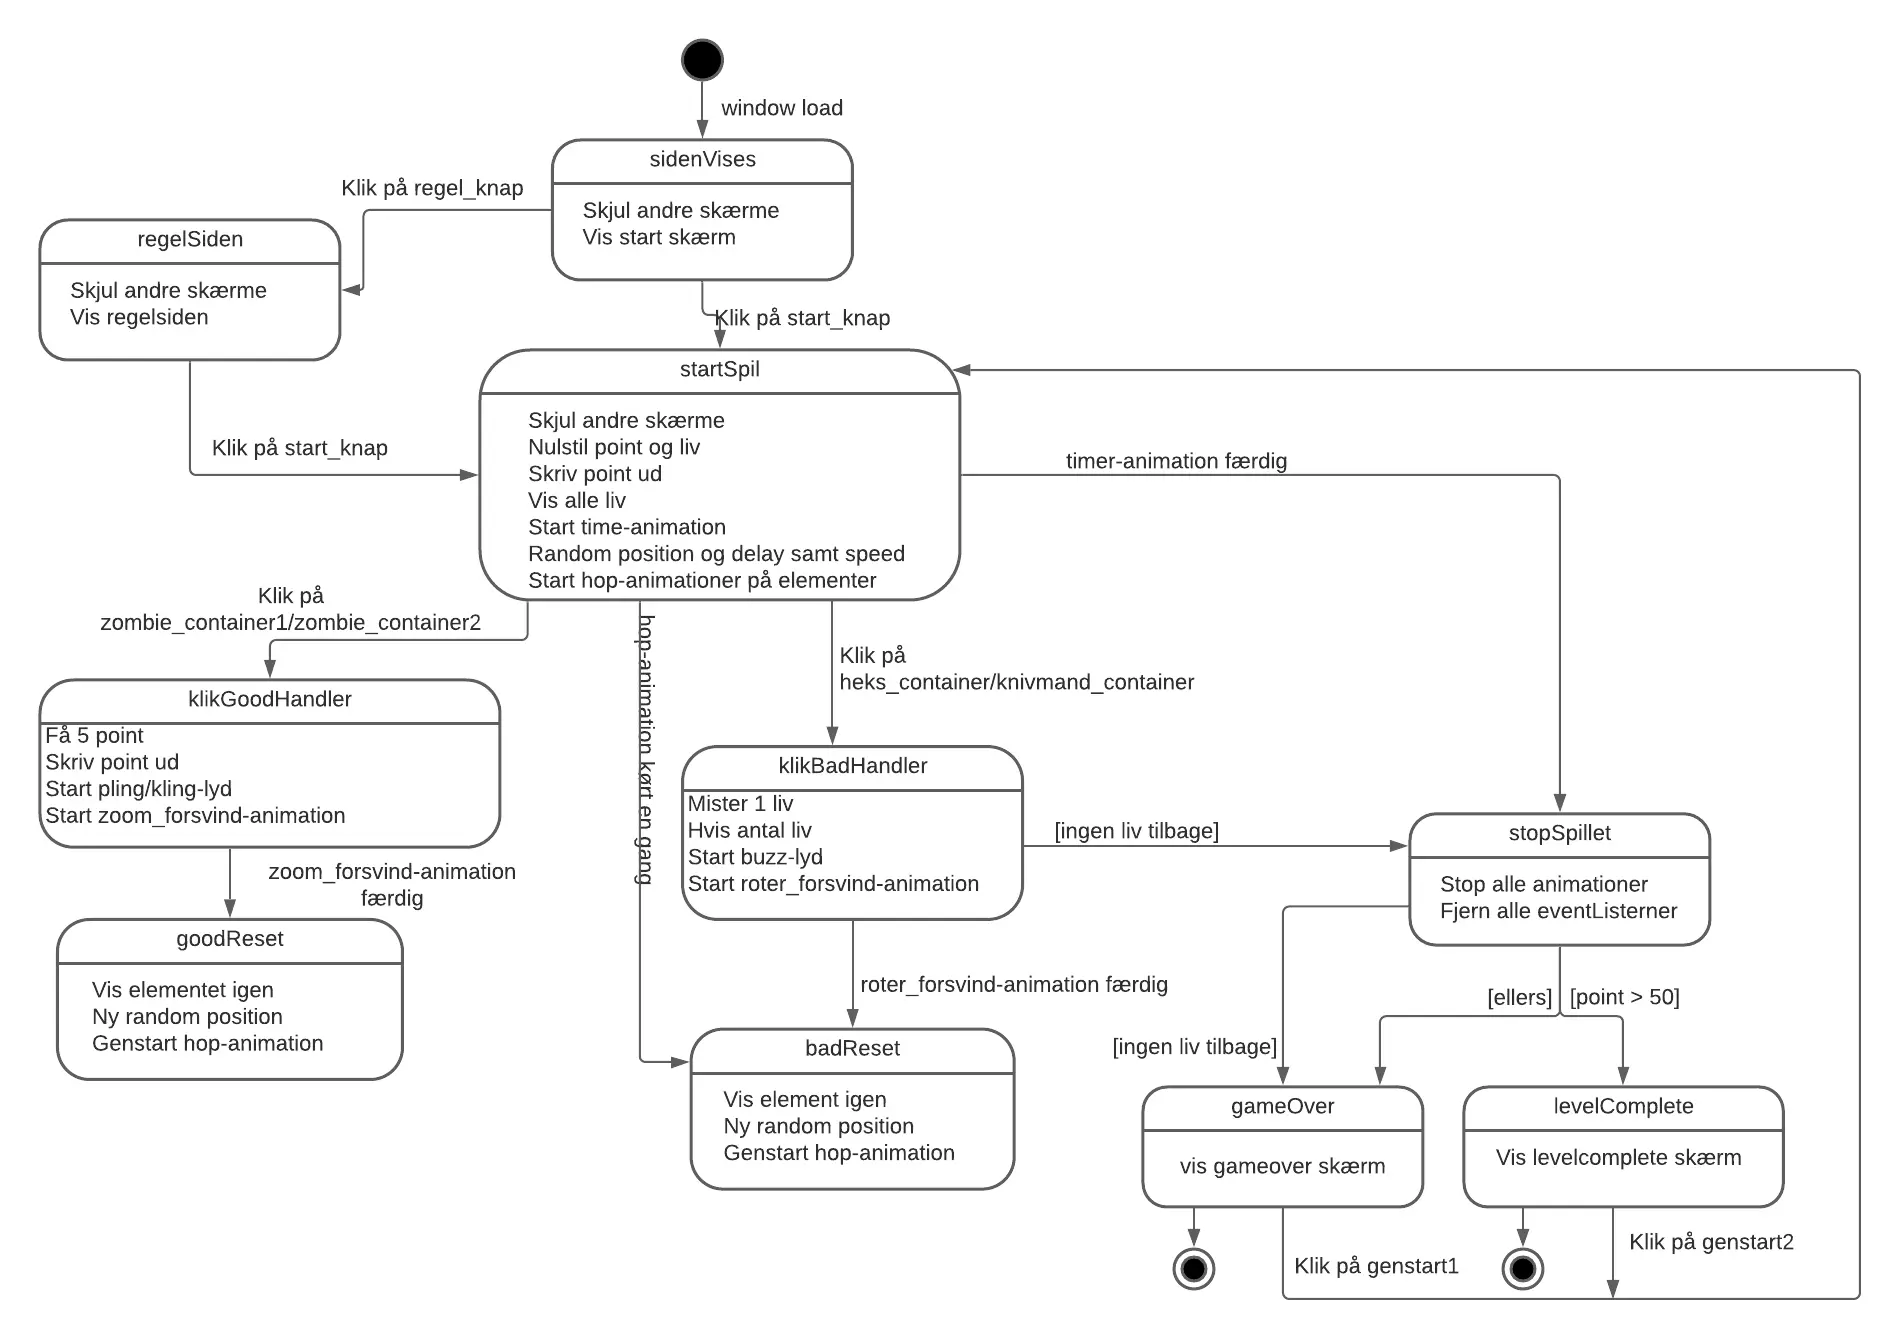 window load
sidenVises
Skjul andre skærme
Vis start skærm
Klik på regel_knap
regelSiden
Skjul andre skærme
Vis regelsiden
Klik på start_knap
Klik på start_knap
startSpil
Skjul andre skærme
Nulstil point og liv
Skriv point ud
Vis alle liv
Start time-animation
Random position og delay samt speed
Start hop-animationer på elementer
timer-animation færdig
Klik på
zombie_container1/zombie_container2
hop-animation kørt en gang
Klik på
heks_container/knivmand_container
klikGoodHandler
Få 5 point
Skriv point ud
Start pling/kling-lyd
Start zoom_forsvind-animation
zoom_forsvind-animation
færdig
goodReset
Vis elementet igen
Ny random position
Genstart hop-animation
klikBadHandler
Mister 1 liv
Hvis antal liv
Start buzz-lyd
Start roter_forsvind-animation
[ingen liv tilbage]
roter_forsvind-animation færdig
badReset
Vis element igen
Ny random position
Genstart hop-animation
stopSpillet
Stop alle animationer
Fjern alle eventListerner
[ellers]
[point > 50]
[ingen liv tilbage]
gameOver
vis gameover skærm
levelComplete
Vis levelcomplete skærm
Klik på genstart1
Klik på genstart2